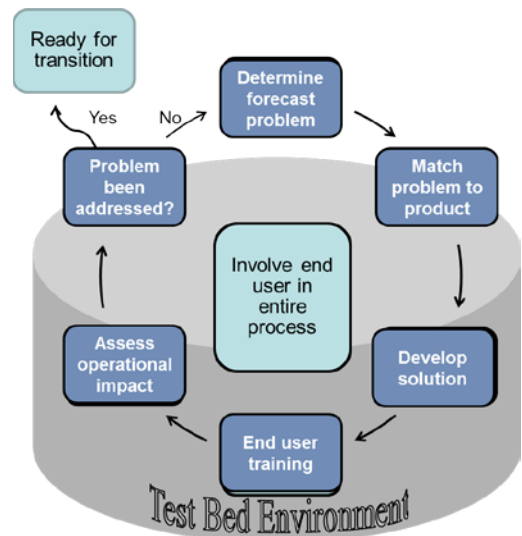 Ready for
transition
Yes
No
Determine
forecast
problem
Problem
been
addressed?
Match
problem to
product
Involve end
user in
entire
process
Assess
operational
impact
Develop
solution
End user
training
Test Bed Environment